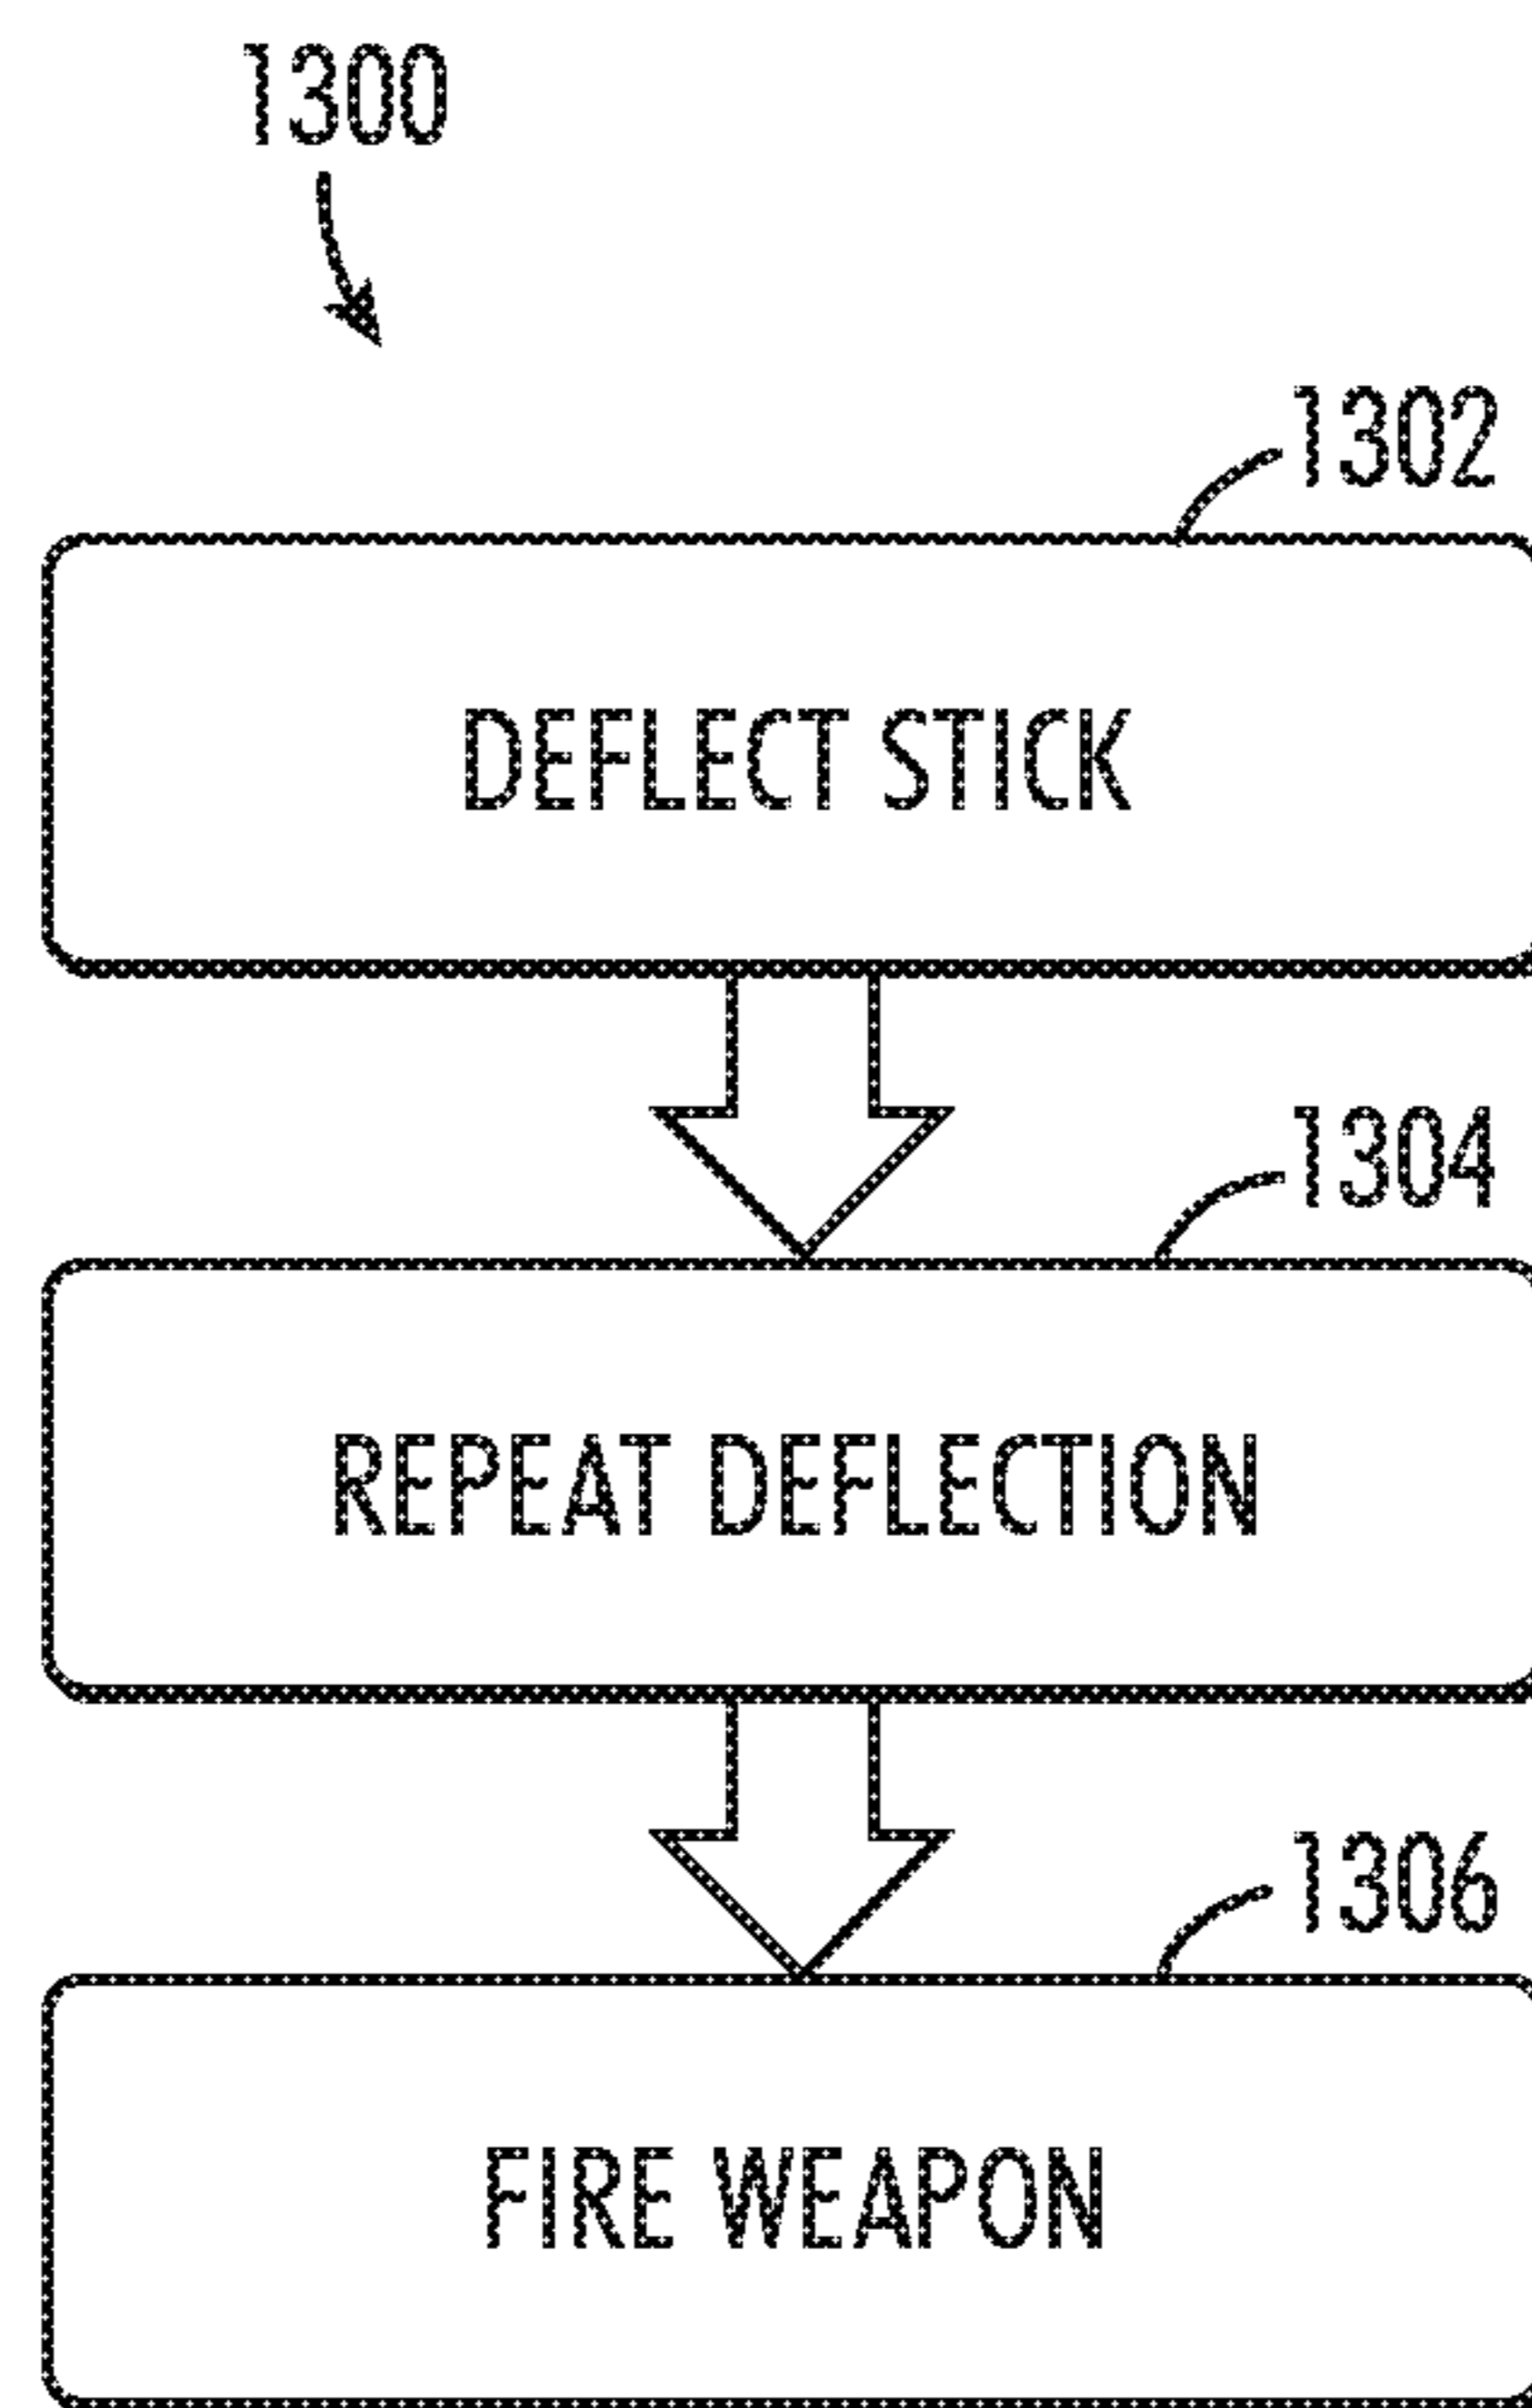 1300
1302
DEFLECT STICK
1304
REPEAT DEFLECTION
1306
FIRE WEAPON